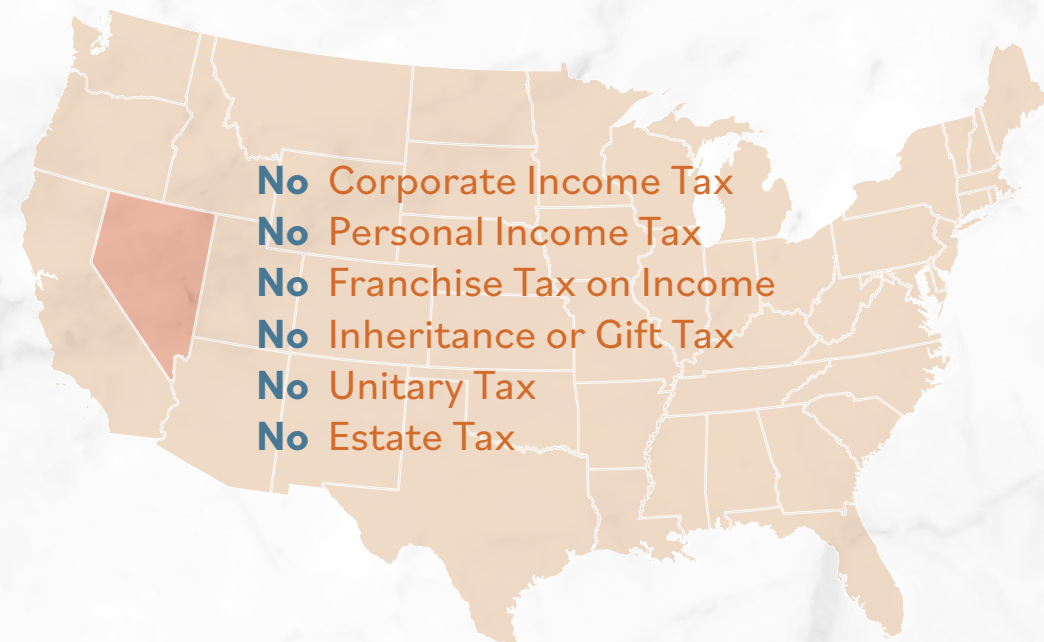 No Corporate Income Tax
No Personal Income Tax
No Franchise Tax on Income
No Inheritance or Gift Tax
No Unitary Tax
No Estate Tax